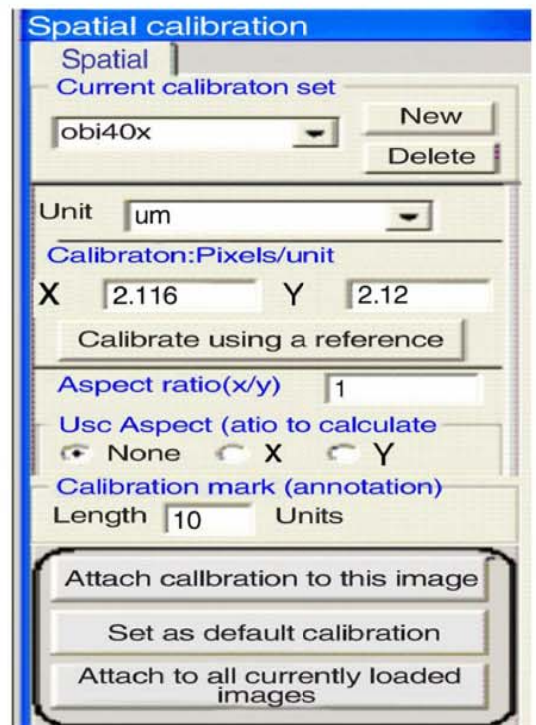 Spatial calibration
Spatial
Current calibraton set
obi40x
New
Delete
Unit um
Calibraton:Pixels/unit
X 2.116 Y 2.12
Calibrate using a reference
Aspect ratio(x/y) 1
Usc Aspect (atio to calculate
None X Y
Calibration mark (annotation)
Length 10 Units
Attach callbration to this image
Set as default calibration
Attach to all currently loaded
images